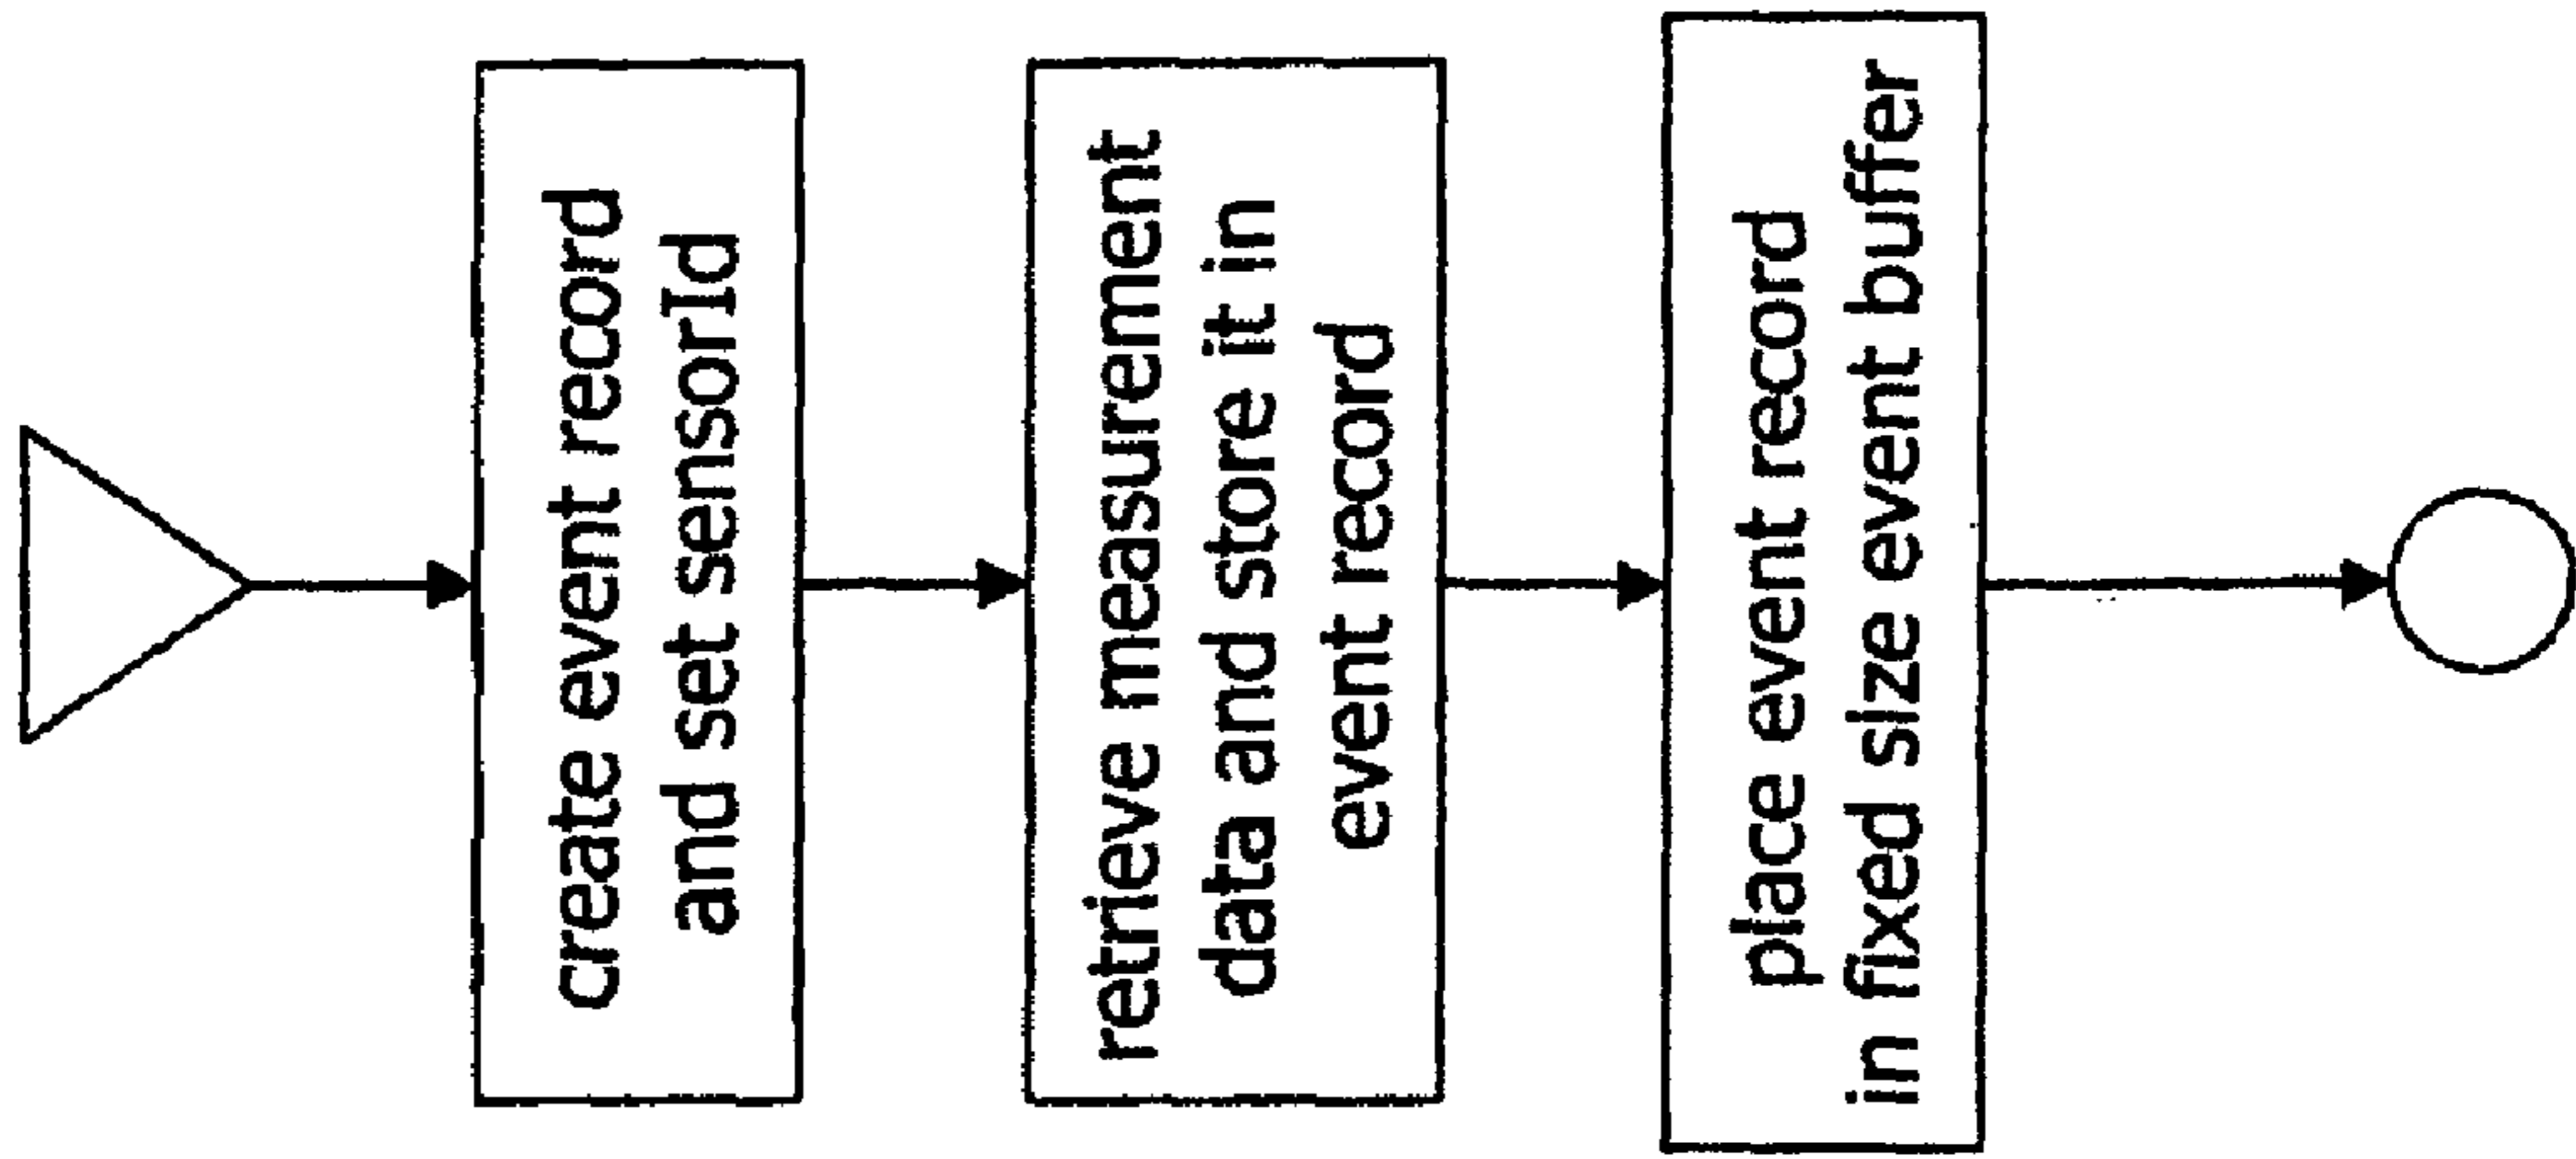 create event record
and set sensorId
retrieve measurement
data and store it in
event record
place event record
in fixed size event buffer